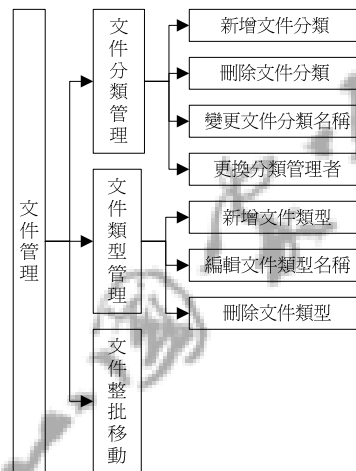 文件管理
文件分類管理
新增文件分類
刪除文件分類
變更文件分類名稱
更換分類管理者
文件類型管理
新增文件類型
編輯文件類型名稱
刪除文件類型
文件整批移動